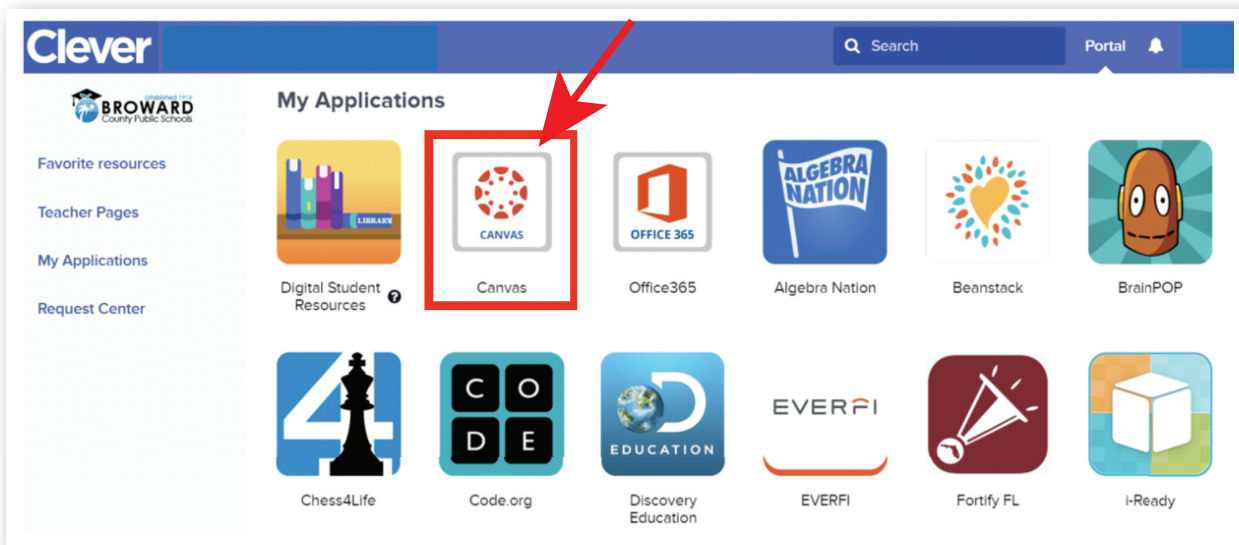 Clever
Search
Portal
Established 1915
BROWARD
County Public Schools
Favorite resources
Teacher Pages
My Applications
Request Center
My Applications
LIBRARY
CANVAS
OFFICE 365
ALGEBRA
NATION
Digital Student
Resources ?
Canvas
Office365
Algebra Nation
Beanstack
BrainPOP
4
C O
D E
D
EDUCATION
EVERFI
Chess4Life
Code.org
Discovery
Education
EVERFI
Fortify FL
i-Ready